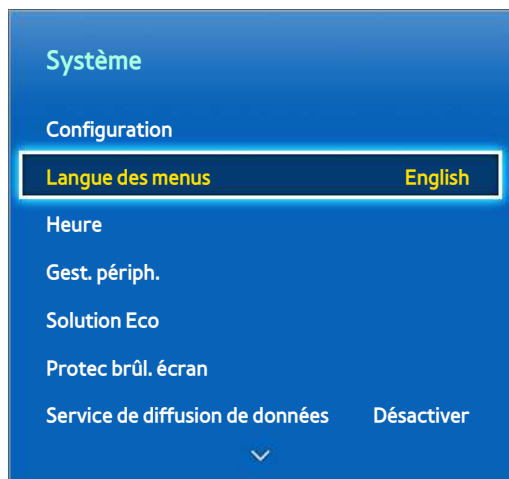 Système
Configuration
Langue des menus English
Heure
Gest. périph.
Solution Eco
Protec brûl. écran
Service de diffusion de données Désactiver